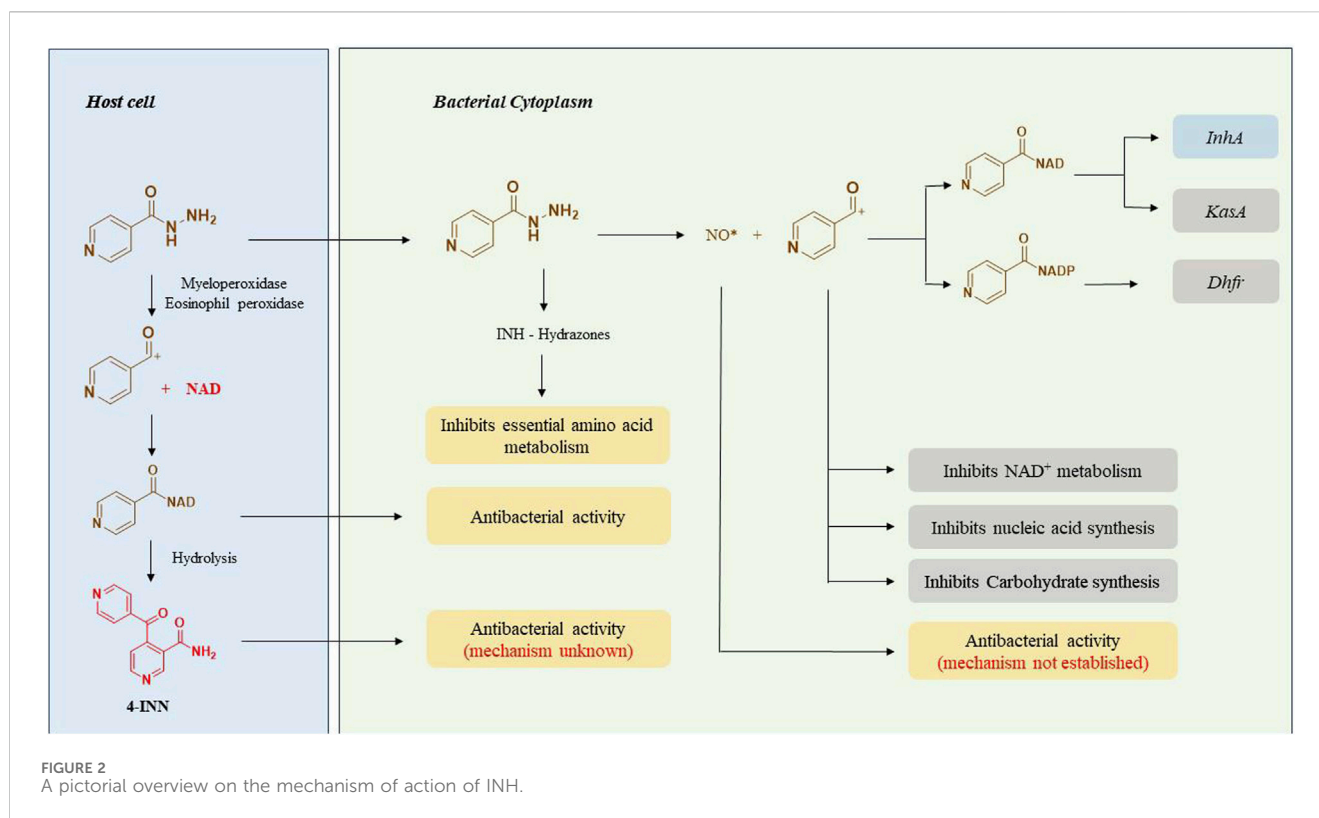 Host cell
O
N
N
H
NH2
Myeloperoxidase
Eosinophil peroxidase
O
+
N
+ NAD
O
NAD
N
Hydrolysis
N
O
O
NH2
N
4-INN
Bacterial Cytoplasm
O
N
N
H
NH2
INH - Hydrazones
Inhibits essential amino acid
metabolism
Antibacterial activity
Antibacterial activity
(mechanism unknown)
NO* +
O
+
N
O
NAD
N
O
NADP
N
InhA
KasA
Dhfr
Inhibits NAD+ metabolism
Inhibits nucleic acid synthesis
Inhibits Carbohydrate synthesis
Antibacterial activity
(mechanism not established)
FIGURE 2
A pictorial overview on the mechanism of action of INH.